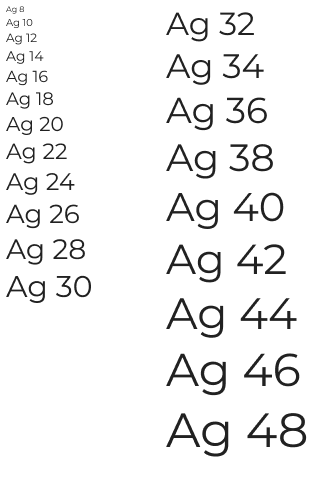 Ag 8
Ag 10
Ag 12
Ag 14
Ag 16
Ag 18
Ag 20
Ag 22
Ag 24
Ag 26
Ag 28
Ag 30
Ag 32
Ag 34
Ag 36
Ag 38
Ag 40
Ag 42
Ag 44
Ag 46
Ag 48